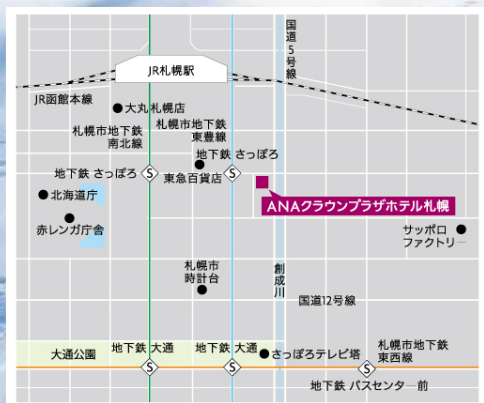 国道5号線
JR札幌駅
JR函館本線
大丸札幌店
札幌市地下鉄
南北線
札幌市地下鉄
東豊線
地下鉄 さっぽろ
地下鉄 さっぽろ
S
S
東急百貨店
北海道庁
赤レンガ庁舎
ANAクラウンプラザホテル札幌
サッポロ
ファクトリー
札幌市
時計台
創成川
国道12号線
大通公園
地下鉄 大通
地下鉄 大通
さっぽろテレビ塔
札幌市地下鉄
東西線
S
S
S
地下鉄 バスセンター前